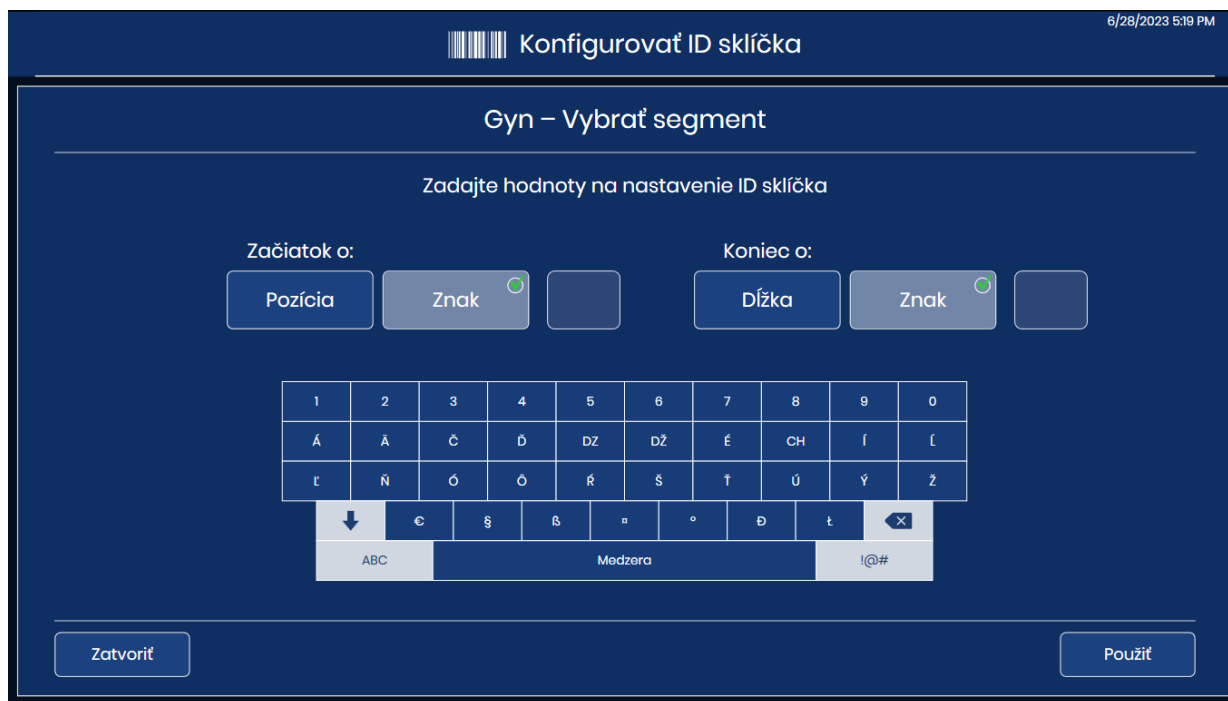 6/28/2023 5:19 PM
Konfigurovať ID sklíčka
Gyn – Vybrať segment
Zadajte hodnoty na nastavenie ID sklíčka
Začiatok o: Koniec o:
Pozícia Znak Dĺžka Znak
1 2 3 4 5 6 7 8 9 0
Á Ä Č Ď DZ DŽ É CH Í Ĺ
Ľ Ň Ó Ô Ŕ Š Ť Ú Ý Ž
€ § ß ¤ ° Đ Ł
ABC Medzera !@#
Zatvoriť Použiť